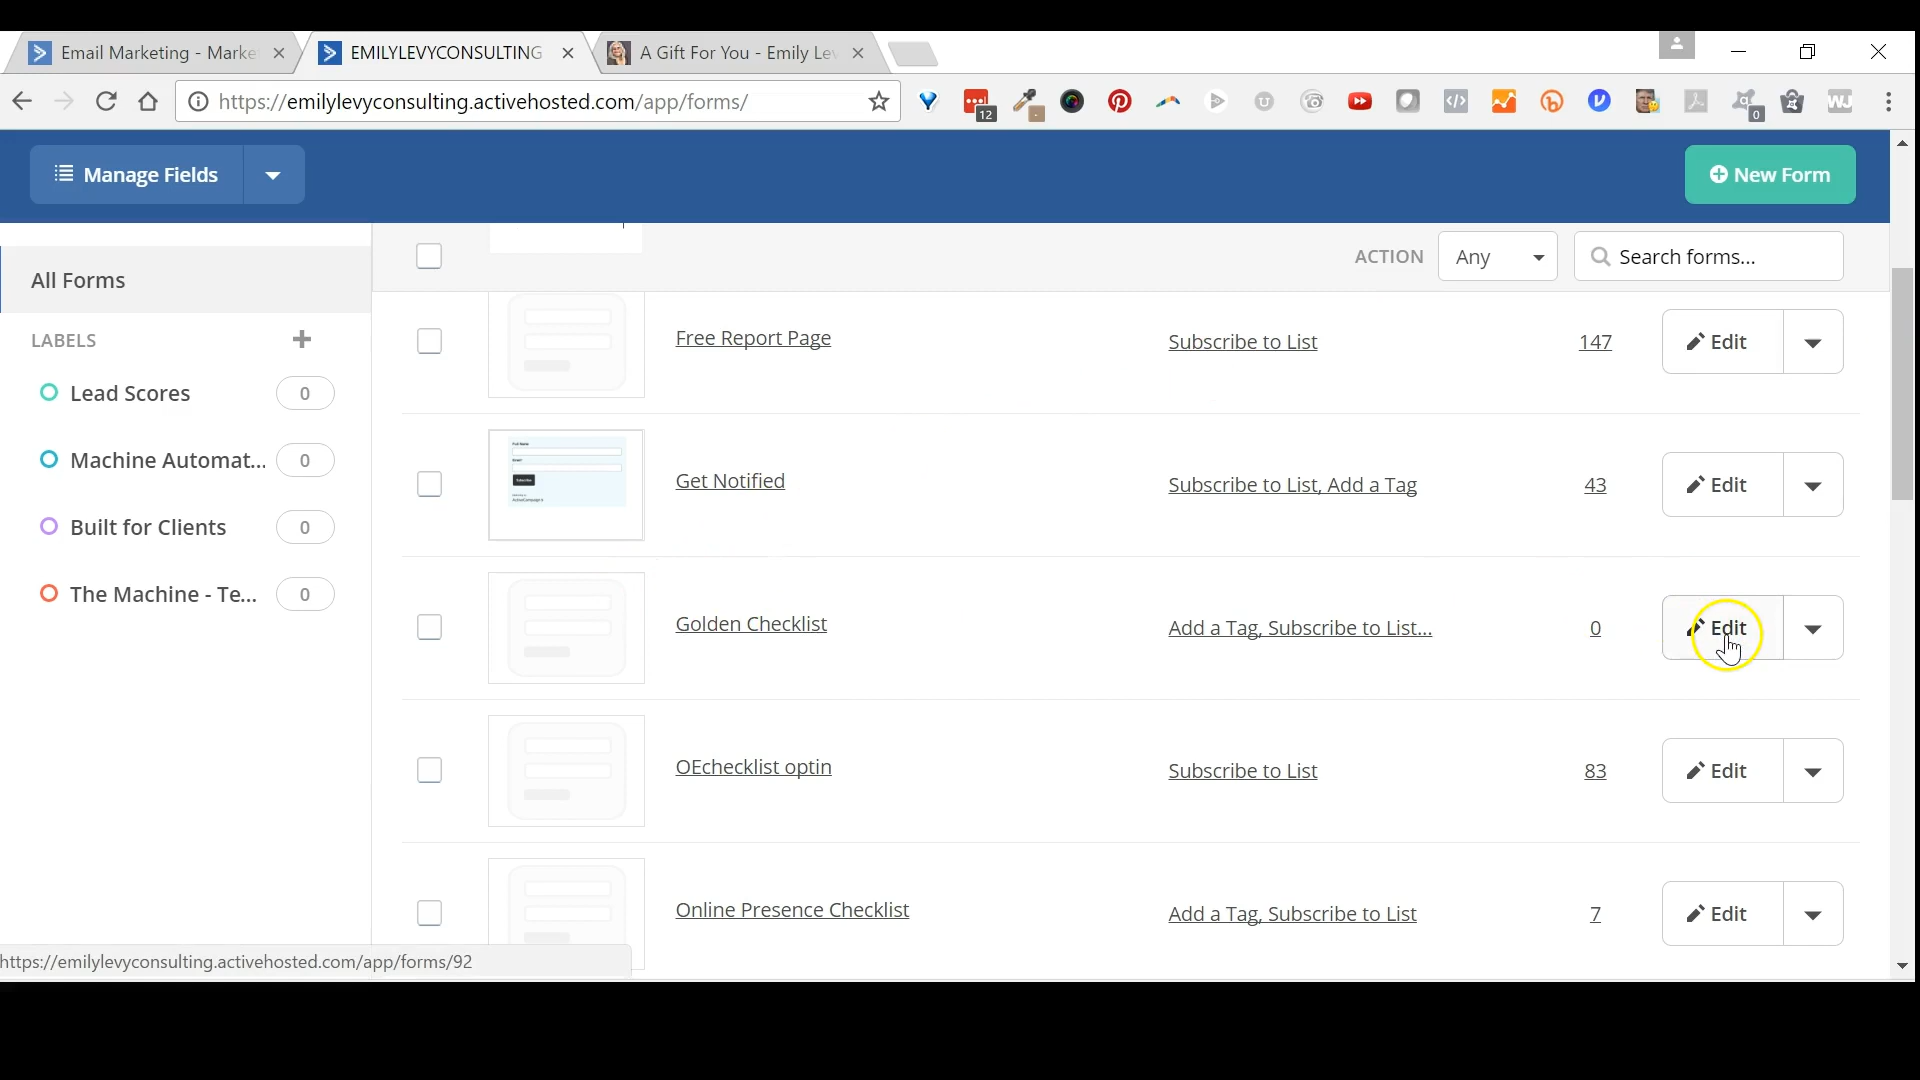 Email Marketing - Marke
EMILYLEVYCONSULTING
A Gift For You - Emily Lev
https://emilylevyconsulting.activehosted.com/app/forms/
12
0
WJ
Manage Fields
New Form
All Forms
ACTION
Any
Search forms...
LABELS
Lead Scores
0
Machine Automat...
0
Built for Clients
0
The Machine - Te...
0
Free Report Page
Subscribe to List
147
Edit
Get Notified
Subscribe to List, Add a Tag
43
Edit
Golden Checklist
Add a Tag, Subscribe to List...
0
Edit
OEchecklist optin
Subscribe to List
83
Edit
Online Presence Checklist
Add a Tag, Subscribe to List
7
Edit
https://emilylevyconsulting.activehosted.com/app/forms/92